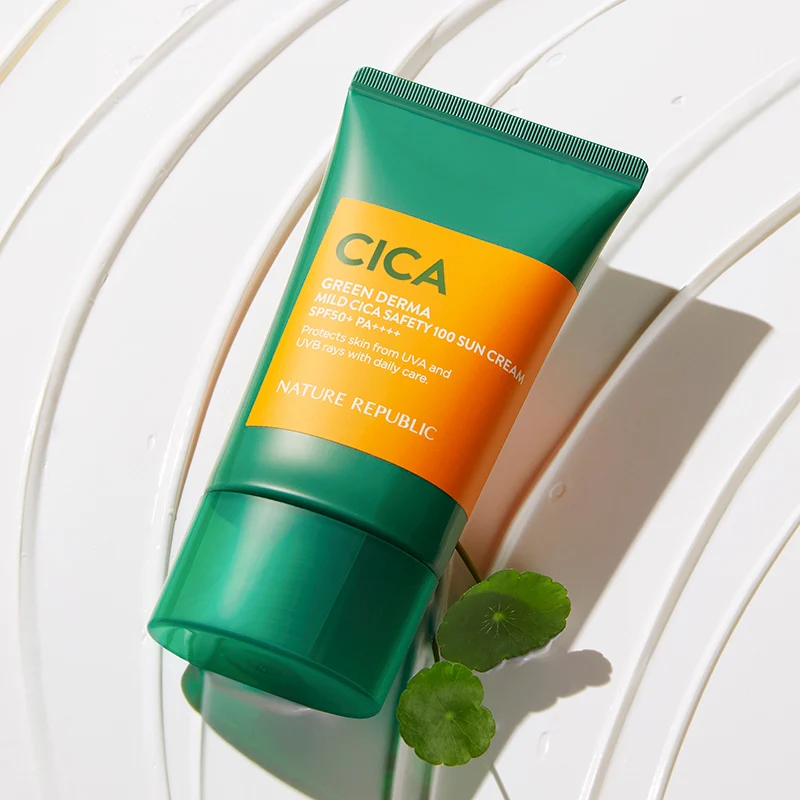 CICA
GREEN DERMA
MILD CICA SAFETY 100 SUN CREAM
SPF50+ PA++++
Protects skin from UVA and
UVB rays with daily care.
NATURE REPUBLIC